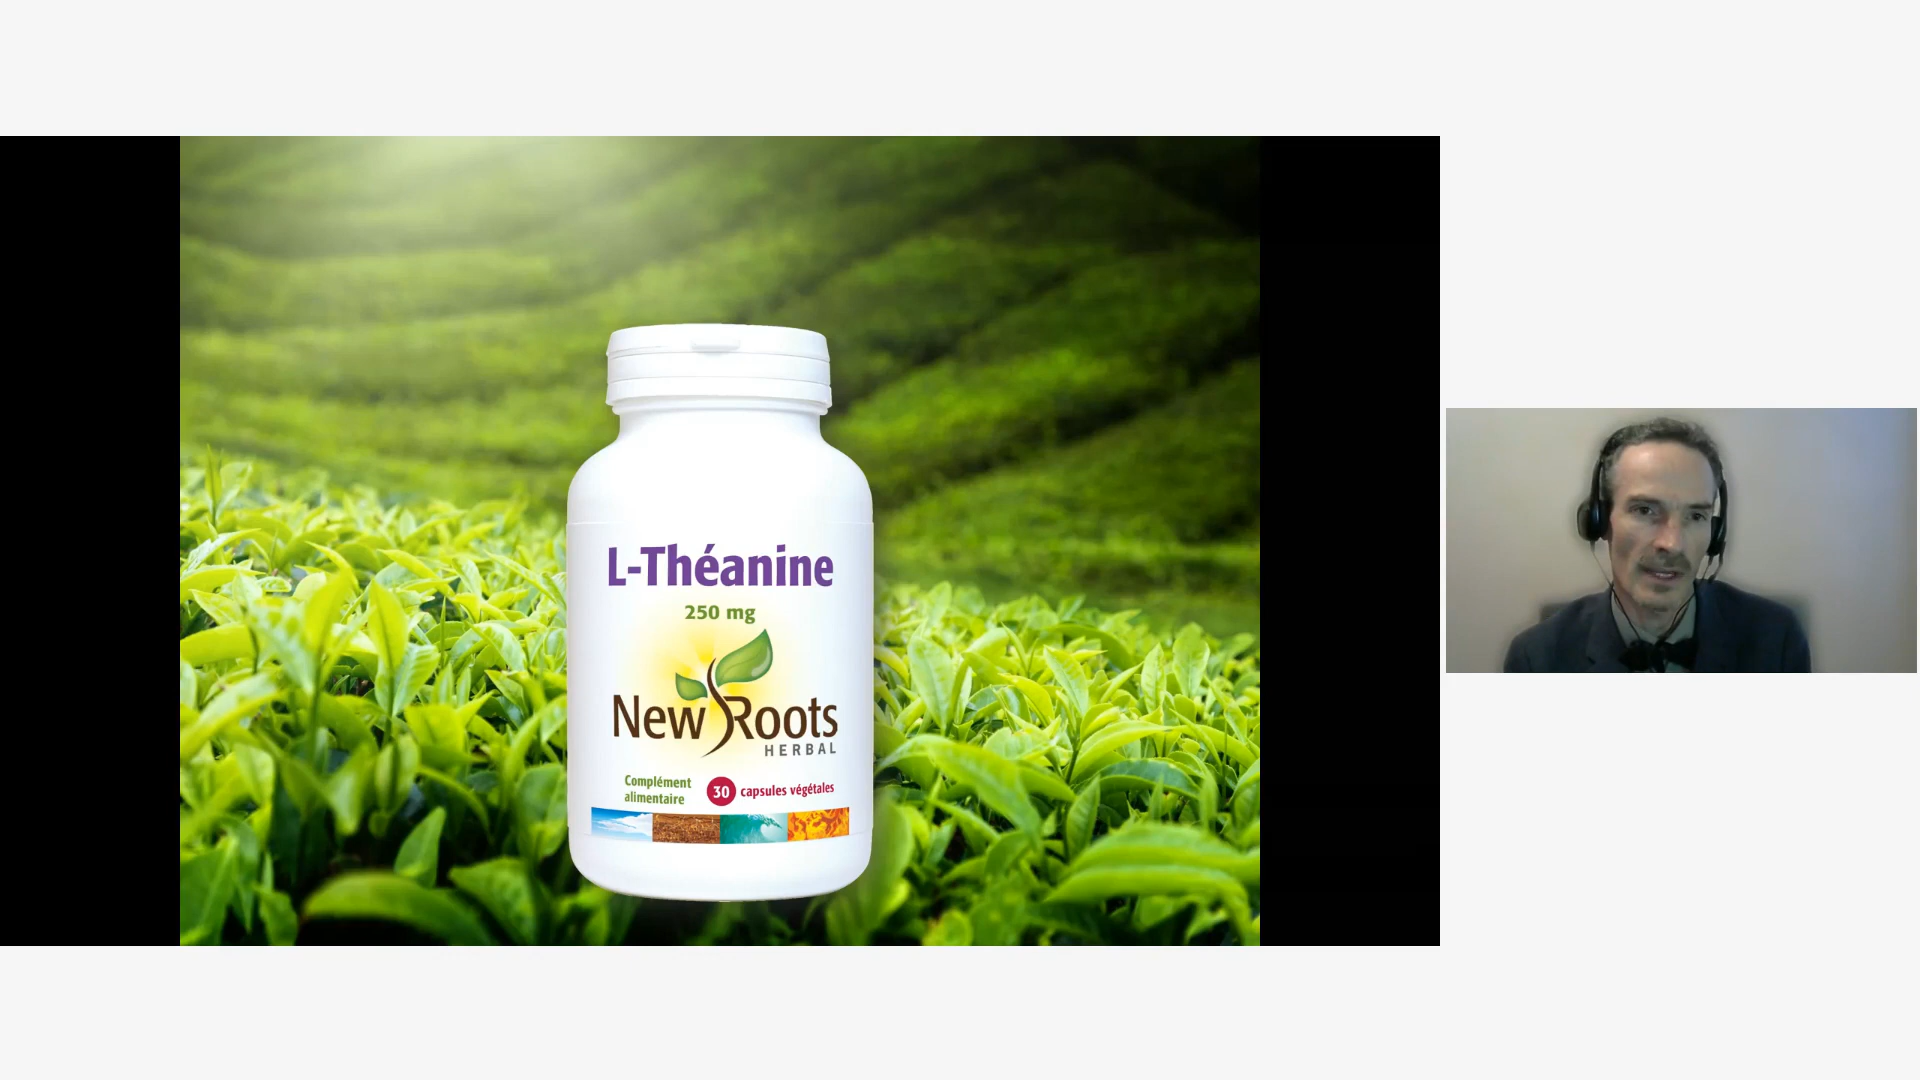 L-Théanine
250 mg
New Roots
HERBAL
Complément
alimentaire
30 capsules végétales